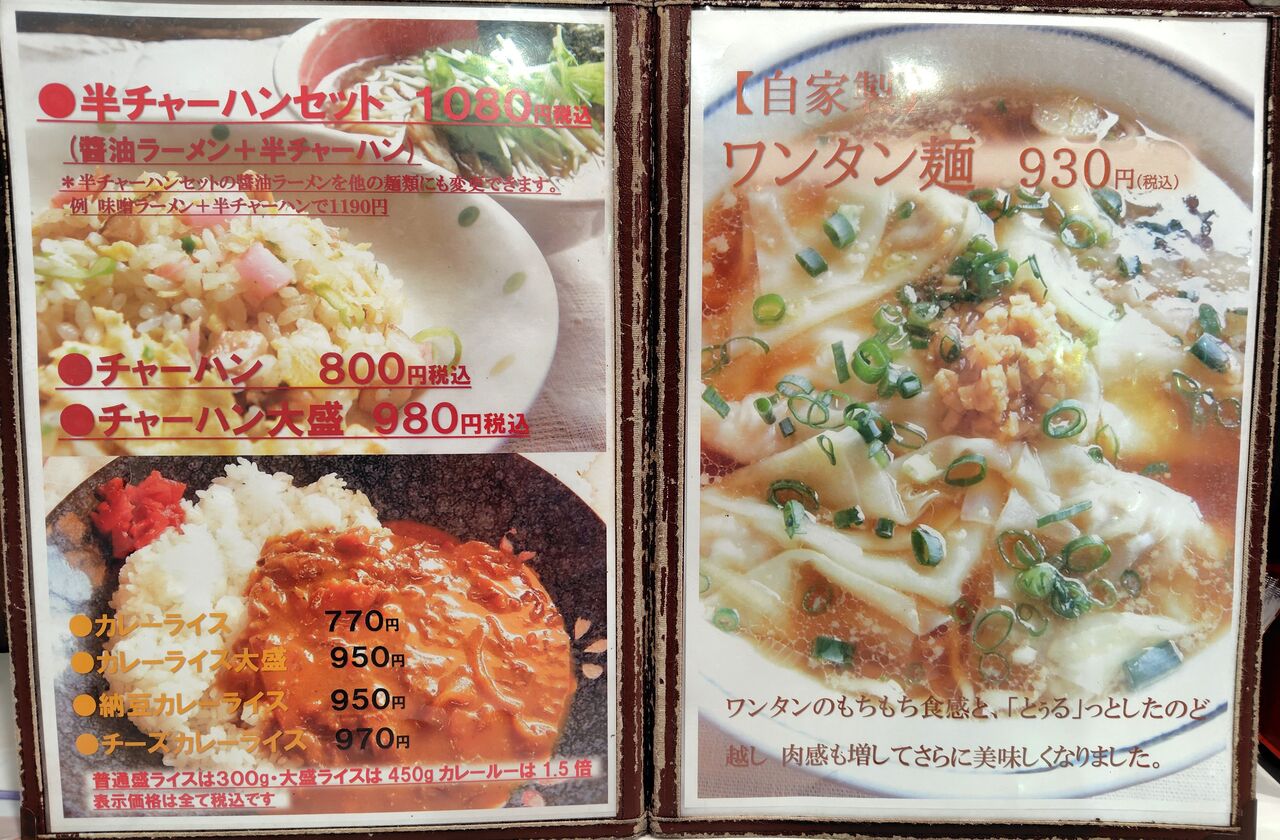 ●半チャーハンセット 1080円税込
(醤油ラーメン＋半チャーハン)
＊半チャーハンセットの醤油ラーメンを他の麺類にも変更できます。
例 味噌ラーメン＋半チャーハンで1190円
●チャーハン 800円税込
●チャーハン大盛 980円税込
●カレーライス 770円
●カレーライス大盛 950円
●納豆カレーライス 950円
●チーズカレーライス 970円
普通盛ライスは300g・大盛ライスは450gカレールーは1.5倍
表示価格は全て税込です
【自家製】
ワンタン麺 930円(税込)
ワンタンのもちもち食感と、「とぅる」っとしたのど
越し 肉感も増してさらに美味しくなりました。